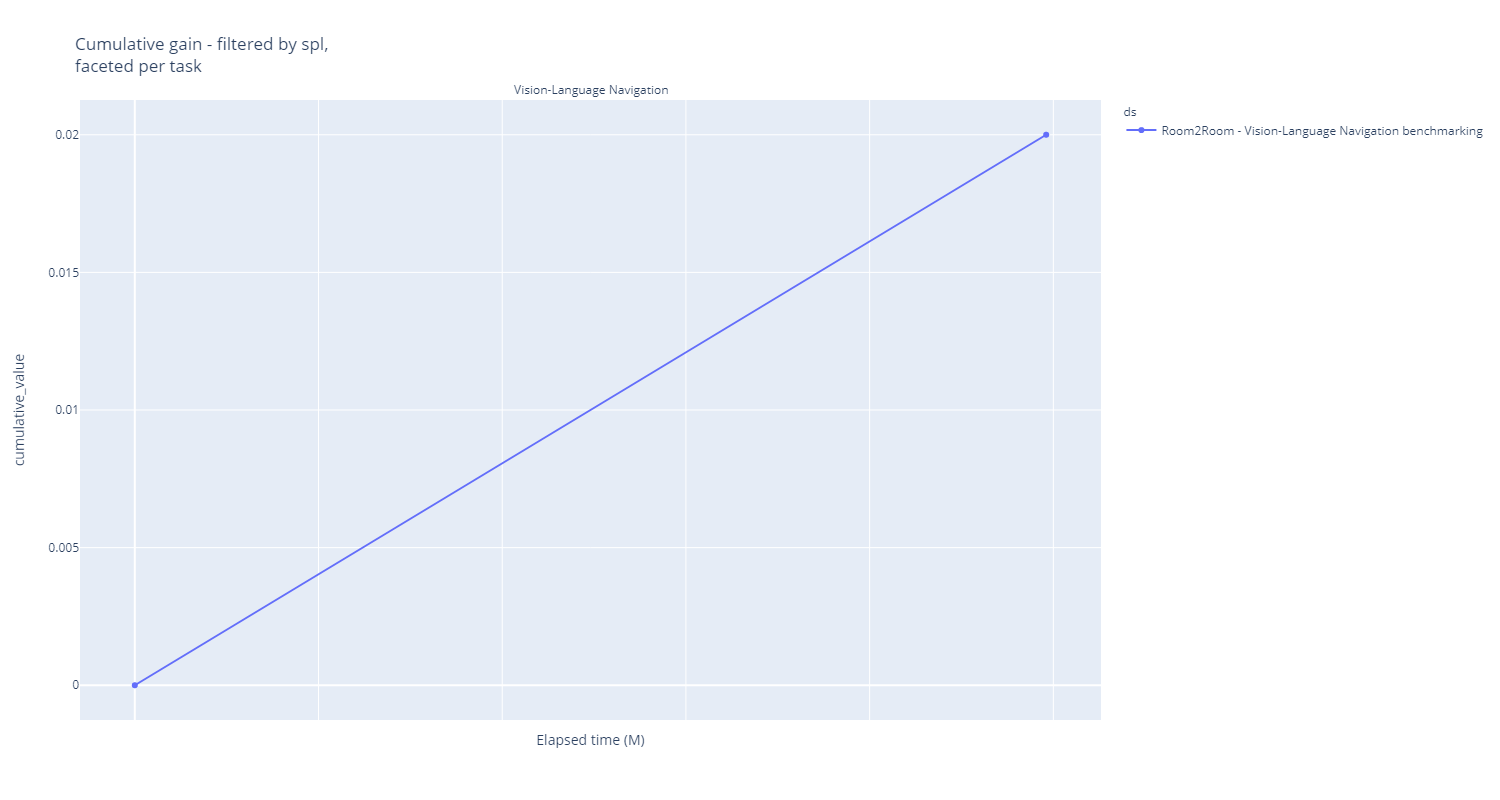 Cumulative gain - filtered by spl,
faceted per task
Vision-Language Navigation
ds
Room2Room - Vision-Language Navigation benchmarking
0.02
0.015
0.01
0.005
0
cumulative_value
Elapsed time (M)